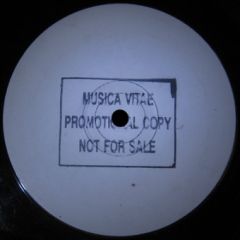 MUSICA VITAE
PROMOTIONAL COPY
NOT FOR SALE